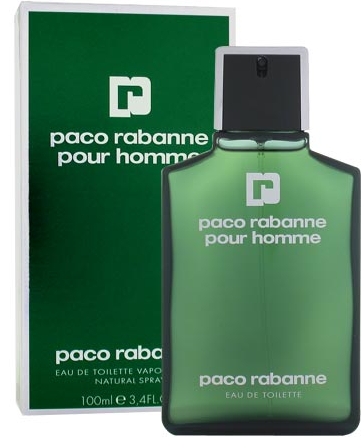 paco rabanne
pour homme
paco raba
EAU DE TOILETTE VAPO
NATURAL SPRAY
100ml e 3,4FL
paco rabanne
pour homme
paco rabanne
EAU DE TOILETTE